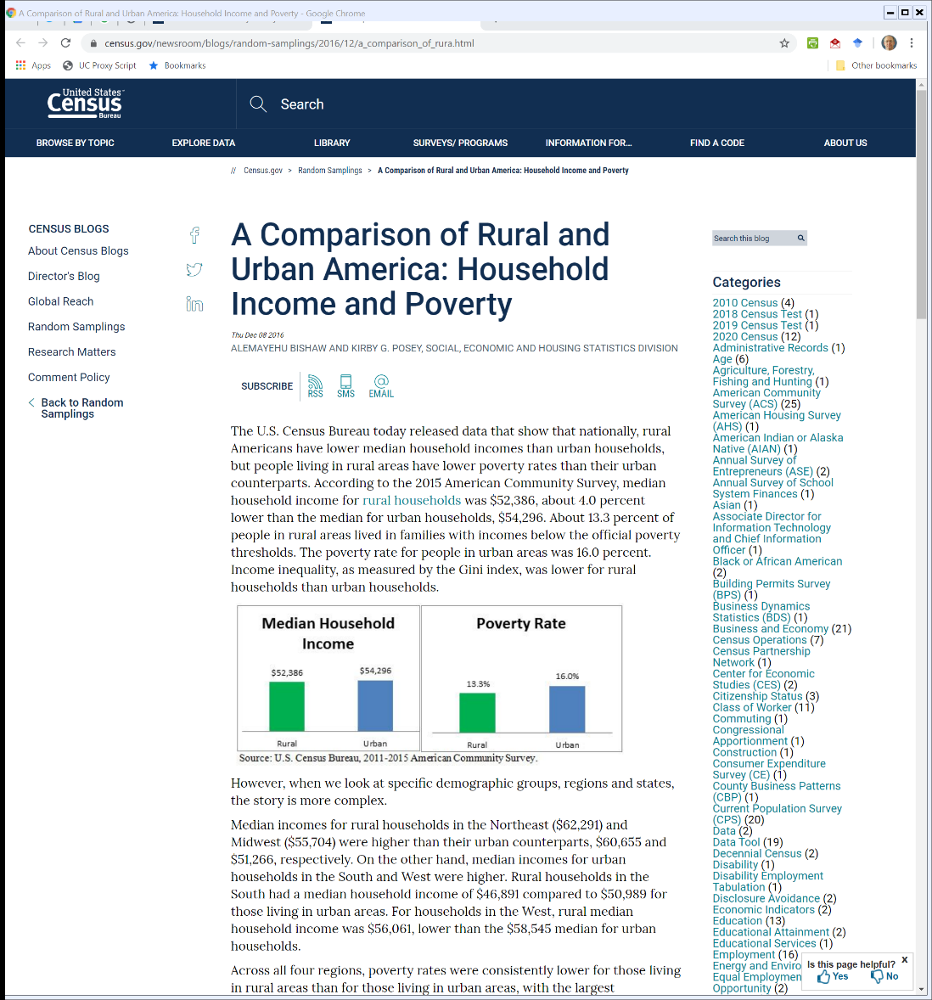 A Comparison of Rural and Urban America: Household Income and Poverty - Google Chrome
census.gov/newsroom/blogs/random-samplings/2016/12/a_comparison_of_rura.html
Apps UC Proxy Script Bookmarks Other bookmarks
United States™
Census
Bureau
Search
BROWSE BY TOPIC EXPLORE DATA LIBRARY SURVEYS/ PROGRAMS INFORMATION FOR... FIND A CODE ABOUT US
// Census.gov > Random Samplings > A Comparison of Rural and Urban America: Household Income and Poverty
CENSUS BLOGS
About Census Blogs
Director's Blog
Global Reach
Random Samplings
Research Matters
Comment Policy
< Back to Random
Samplings
A Comparison of Rural and
Urban America: Household
Income and Poverty
Thu Dec 08 2016
ALEMAYEHU BISHAW AND KIRBY G. POSEY, SOCIAL, ECONOMIC AND HOUSING STATISTICS DIVISION
SUBSCRIBE
RSS SMS EMAIL
The U.S. Census Bureau today released data that show that nationally, rural
Americans have lower median household incomes than urban households,
but people living in rural areas have lower poverty rates than their urban
counterparts. According to the 2015 American Community Survey, median
household income for rural households was $52,386, about 4.0 percent
lower than the median for urban households, $54,296. About 13.3 percent of
people in rural areas lived in families with incomes below the official poverty
thresholds. The poverty rate for people in urban areas was 16.0 percent.
Income inequality, as measured by the Gini index, was lower for rural
households than urban households.
Median Household
Income
$52,386
$54,296
Rural
Urban
Poverty Rate
13.3%
16.0%
Rural
Urban
Source: U.S. Census Bureau, 2011-2015 American Community Survey.
However, when we look at specific demographic groups, regions and states,
the story is more complex.
Median incomes for rural households in the Northeast ($62,291) and
Midwest ($55,704) were higher than their urban counterparts, $60,655 and
$51,266, respectively. On the other hand, median incomes for urban
households in the South and West were higher. Rural households in the
South had a median household income of $46,891 compared to $50,989 for
those living in urban areas. For households in the West, rural median
household income was $56,061, lower than the $58,545 median for urban
households.
Across all four regions, poverty rates were consistently lower for those living
in rural areas than for those living in urban areas, with the largest
Search this blog
Categories
2010 Census (4)
2018 Census Test (1)
2019 Census Test (1)
2020 Census (12)
Administrative Records (1)
Age (6)
Agriculture, Forestry,
Fishing and Hunting (1)
American Community
Survey (ACS) (25)
American Housing Survey
(AHS) (1)
American Indian or Alaska
Native (AIAN) (1)
Annual Survey of
Entrepreneurs (ASE) (2)
Annual Survey of School
System Finances (1)
Asian (1)
Associate Director for
Information Technology
and Chief Information
Officer (1)
Black or African American
(2)
Building Permits Survey
(BPS) (1)
Business Dynamics
Statistics (BDS) (1)
Business and Economy (21)
Census Operations (7)
Census Partnership
Network (1)
Center for Economic
Studies (CES) (2)
Citizenship Status (3)
Class of Worker (11)
Commuting (1)
Congressional
Apportionment (1)
Construction (1)
Consumer Expenditure
Survey (CE) (1)
County Business Patterns
(CBP) (1)
Current Population Survey
(CPS) (20)
Data (2)
Data Tool (19)
Decennial Census (2)
Disability (1)
Disability Employment
Tabulation (1)
Disclosure Avoidance (2)
Economic Indicators (2)
Education (13)
Educational Attainment (2)
Educational Services (1)
Employment (16)
Energy and Enviro
Equal Employmen
Opportunity (2)
Is this page helpful? x
Yes No